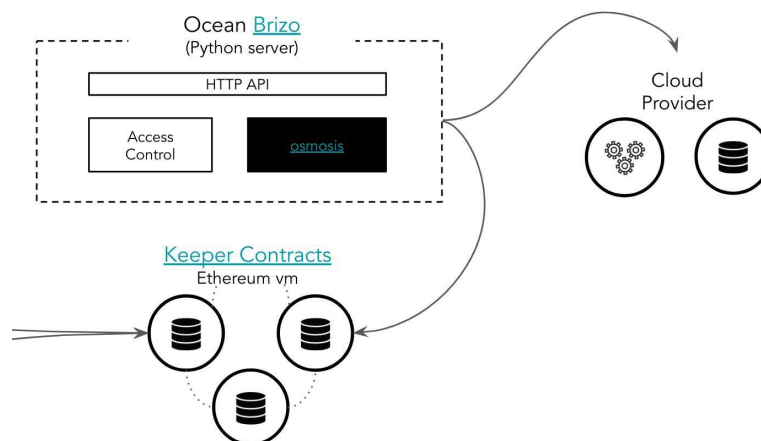 Ocean Brizo
(Python server)
HTTP API
Access
Control
osmosis
Cloud
Provider
Keeper Contracts
Ethereum vm